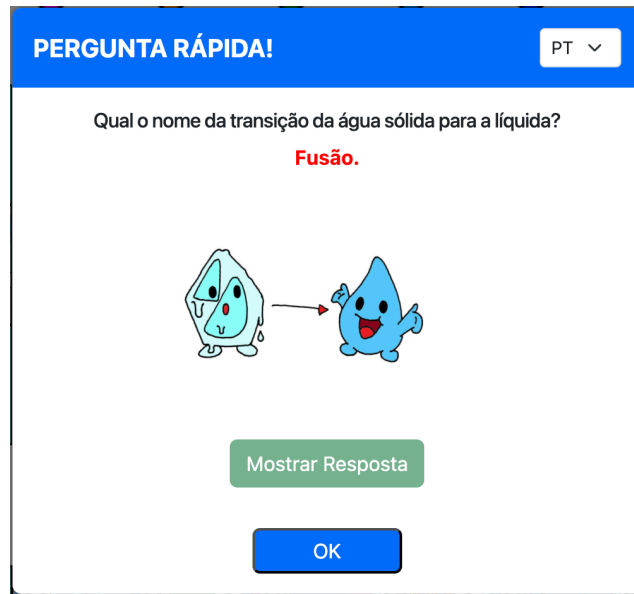 PERGUNTA RÁPIDA!
PT
Qual o nome da transição da água sólida para a líquida?
Fusão.
Mostrar Resposta
OK